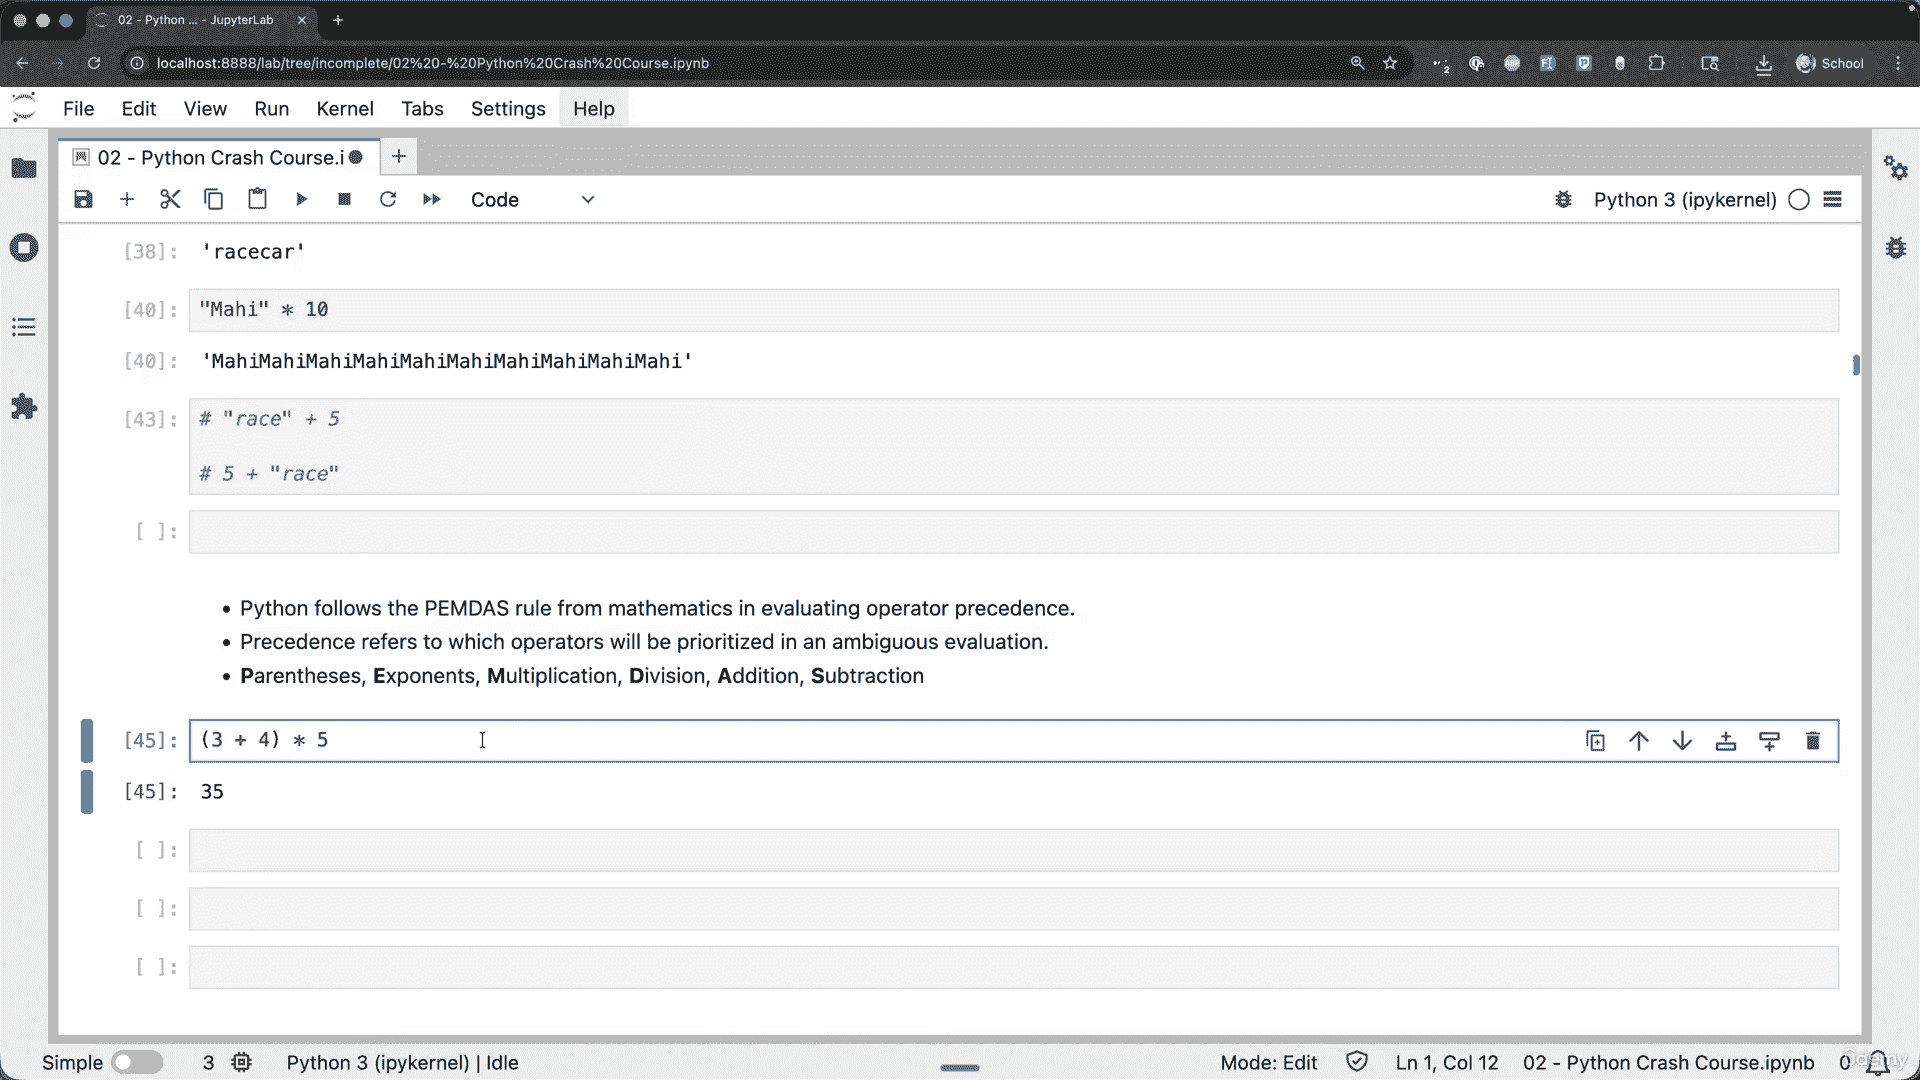 02 - Python ... - JupyterLab
localhost:8888/lab/tree/incomplete/02%20-%20Python%20Crash%20Course.ipynb
2
School
File Edit View Run Kernel Tabs Settings Help
02 - Python Crash Course.i
Code
Python 3 (ipykernel)
[38]: 'racecar'
[40]: "Mahi" * 10
[40]: 'MahiMahiMahiMahiMahiMahiMahiMahiMahiMahi'
[43]: # "race" + 5
# 5 + "race"
[ ]:
• Python follows the PEMDAS rule from mathematics in evaluating operator precedence.
• Precedence refers to which operators will be prioritized in an ambiguous evaluation.
• Parentheses, Exponents, Multiplication, Division, Addition, Subtraction
[45]: (3 + 4) * 5
[45]: 35
[ ]:
[ ]:
[ ]:
Simple 3 Python 3 (ipykernel) | Idle Mode: Edit Ln 1, Col 12 02 - Python Crash Course.ipynb 0
Udemy